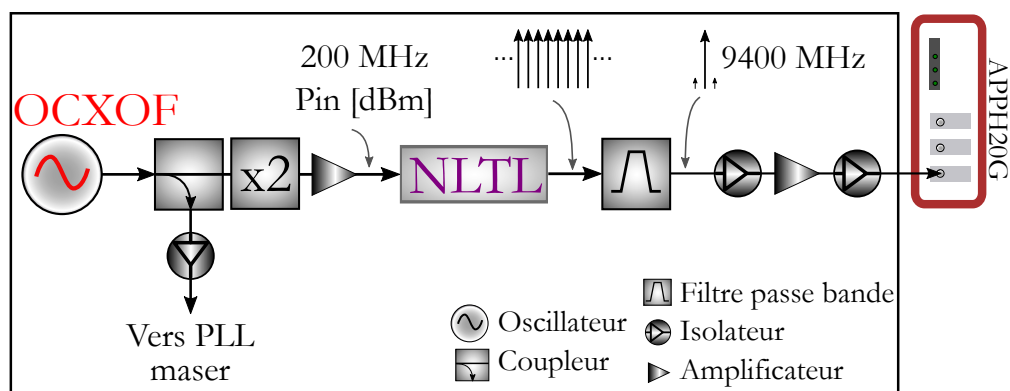 200 MHz
Pin [dBm]
...
...
9400 MHz
OCXOF
x2
NLTL
APPH20G
Vers PLL
maser
Oscillateur
Coupleur
Filtre passe bande
Isolateur
Amplificateur